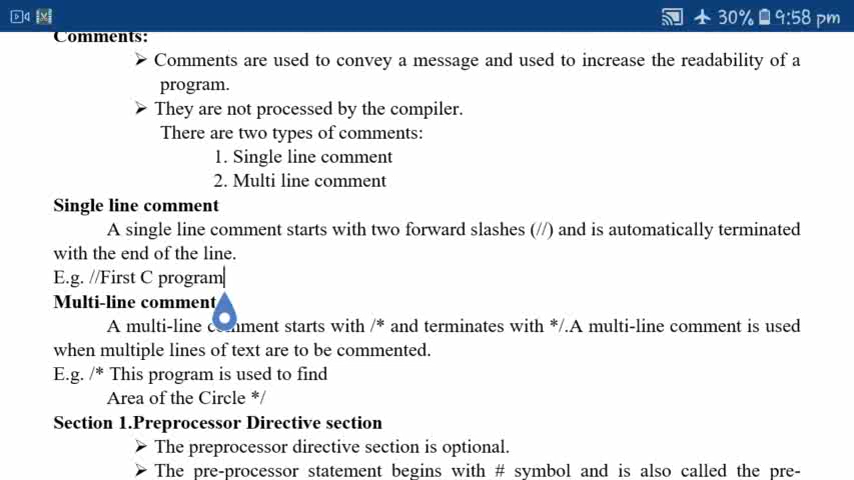 30% 9:58 pm
Comments:
➢ Comments are used to convey a message and used to increase the readability of a
program.
➢ They are not processed by the compiler.
There are two types of comments:
1. Single line comment
2. Multi line comment
Single line comment
A single line comment starts with two forward slashes (//) and is automatically terminated
with the end of the line.
E.g. //First C program
Multi-line comment
A multi-line comment starts with /* and terminates with */.A multi-line comment is used
when multiple lines of text are to be commented.
E.g. /* This program is used to find
Area of the Circle */
Section 1.Preprocessor Directive section
➢ The preprocessor directive section is optional.
➢ The pre-processor statement begins with # symbol and is also called the pre-